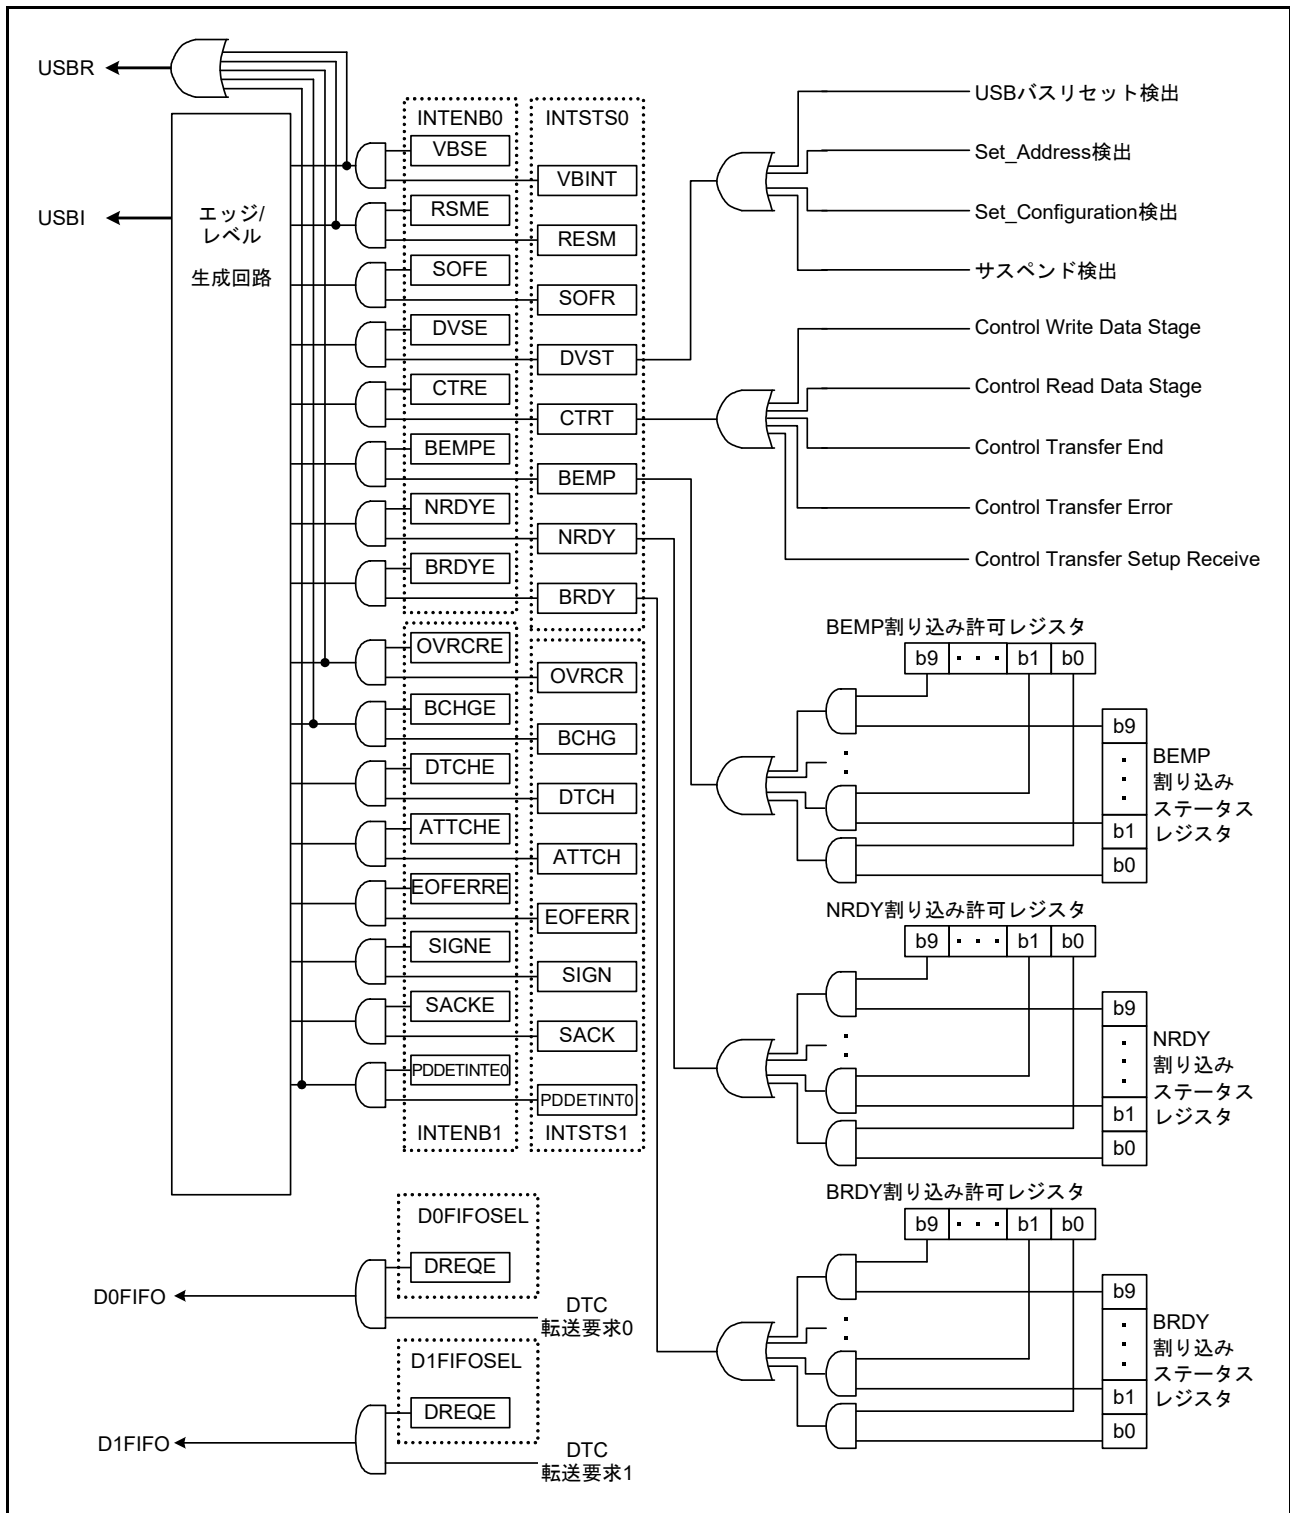 USBR
USBI
エッジ/
レベル
生成回路
INTENB0
VBSE
RSME
SOFE
DVSE
CTRE
BEMPE
NRDYE
BRDYE
INTSTS0
VBINT
RESM
SOFR
DVST
CTRT
BEMP
NRDY
BRDY
OVRCRE
BCHGE
DTCHE
ATTCHE
EOFERRE
SIGNE
SACKE
PDDETINTE0
INTENB1
OVRCR
BCHG
DTCH
ATTCH
EOFERR
SIGN
SACK
PDDETINT0
INTSTS1
USBバスリセット検出
Set_Address検出
Set_Configuration検出
サスペンド検出
Control Write Data Stage
Control Read Data Stage
Control Transfer End
Control Transfer Error
Control Transfer Setup Receive
BEMP割り込み許可レジスタ
b9 ・・・ b1 b0
b9
b1
b0
BEMP
割り込み
ステータス
レジスタ
NRDY割り込み許可レジスタ
b9 ・・・ b1 b0
b9
b1
b0
NRDY
割り込み
ステータス
レジスタ
BRDY割り込み許可レジスタ
b9 ・・・ b1 b0
b9
b1
b0
BRDY
割り込み
ステータス
レジスタ
D0FIFOSEL
DREQE
D0FIFO
DTC
転送要求0
D1FIFOSEL
DREQE
D1FIFO
DTC
転送要求1